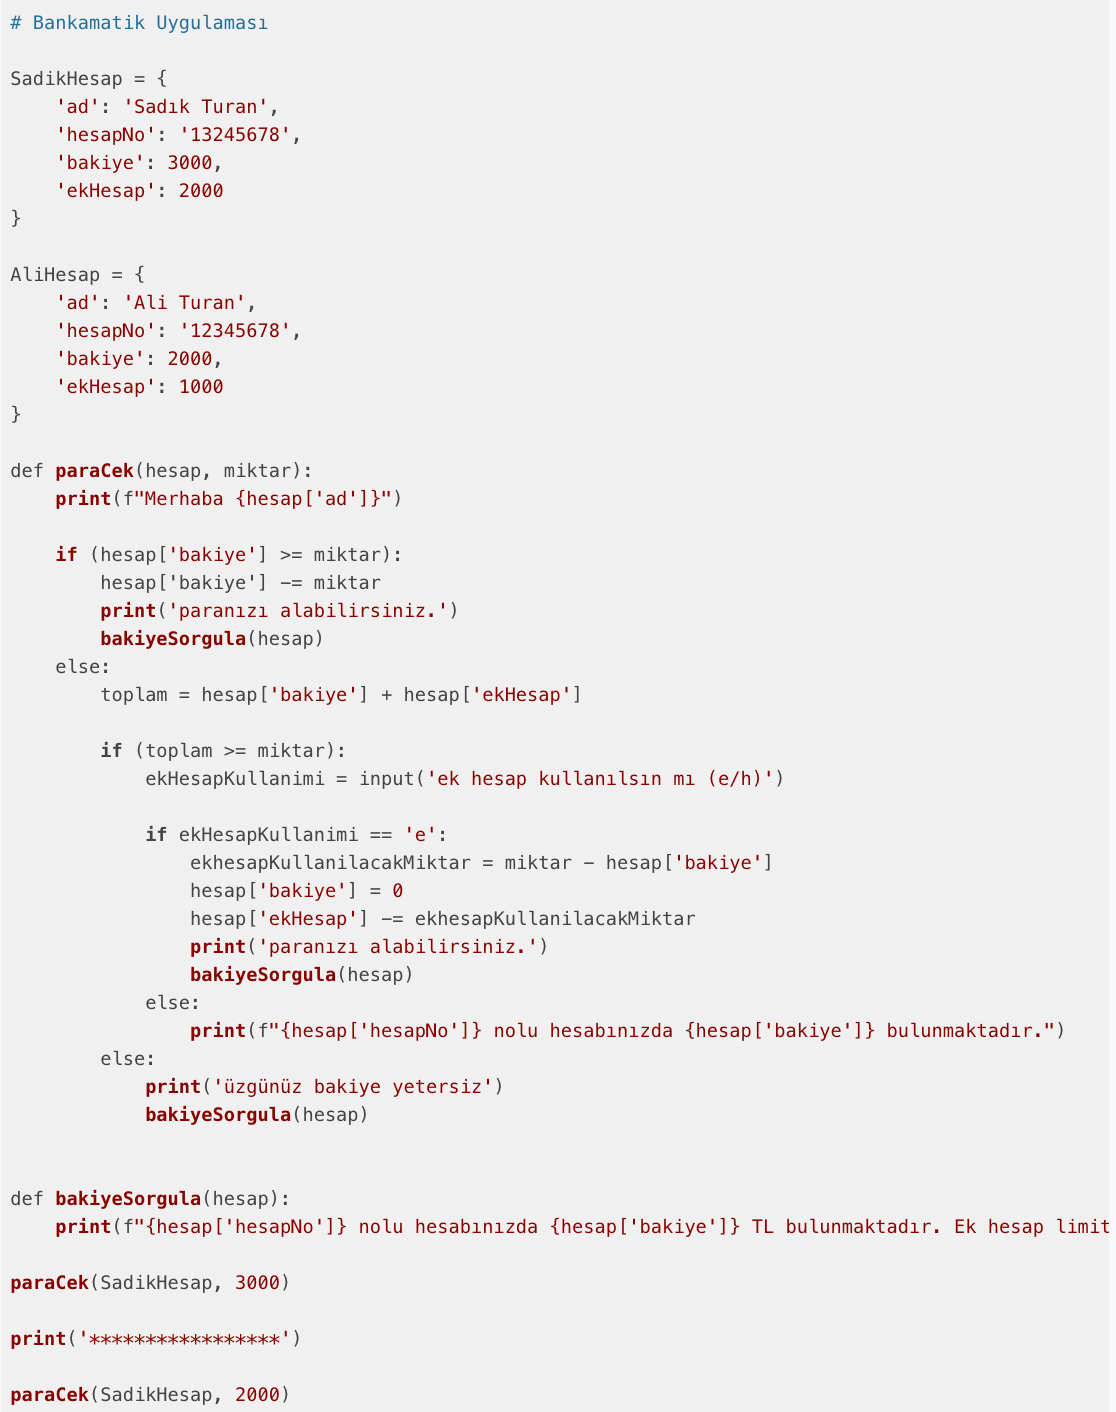 # Bankamatik Uygulaması
SadikHesap = {
    'ad': 'Sadık Turan',
    'hesapNo': '13245678',
    'bakiye': 3000,
    'ekHesap': 2000
}
AliHesap = {
    'ad': 'Ali Turan',
    'hesapNo': '12345678',
    'bakiye': 2000,
    'ekHesap': 1000
}
def paraCek(hesap, miktar):
    print(f"Merhaba {hesap['ad']}")
    if (hesap['bakiye'] >= miktar):
        hesap['bakiye'] -= miktar
        print('paranızı alabilirsiniz.')
        bakiyeSorgula(hesap)
    else:
        toplam = hesap['bakiye'] + hesap['ekHesap']
        if (toplam >= miktar):
            ekHesapKullanimi = input('ek hesap kullanılsın mı (e/h)')
            if ekHesapKullanimi == 'e':
                ekhesapKullanilacakMiktar = miktar - hesap['bakiye']
                hesap['bakiye'] = 0
                hesap['ekHesap'] -= ekhesapKullanilacakMiktar
                print('paranızı alabilirsiniz.')
                bakiyeSorgula(hesap)
            else:
                print(f"{hesap['hesapNo']} nolu hesabınızda {hesap['bakiye']} bulunmaktadır.")
        else:
            print('üzgünüz bakiye yetersiz')
            bakiyeSorgula(hesap)
def bakiyeSorgula(hesap):
    print(f"{hesap['hesapNo']} nolu hesabınızda {hesap['bakiye']} TL bulunmaktadır. Ek hesap limit
paraCek(SadikHesap, 3000)
print('*****************')
paraCek(SadikHesap, 2000)